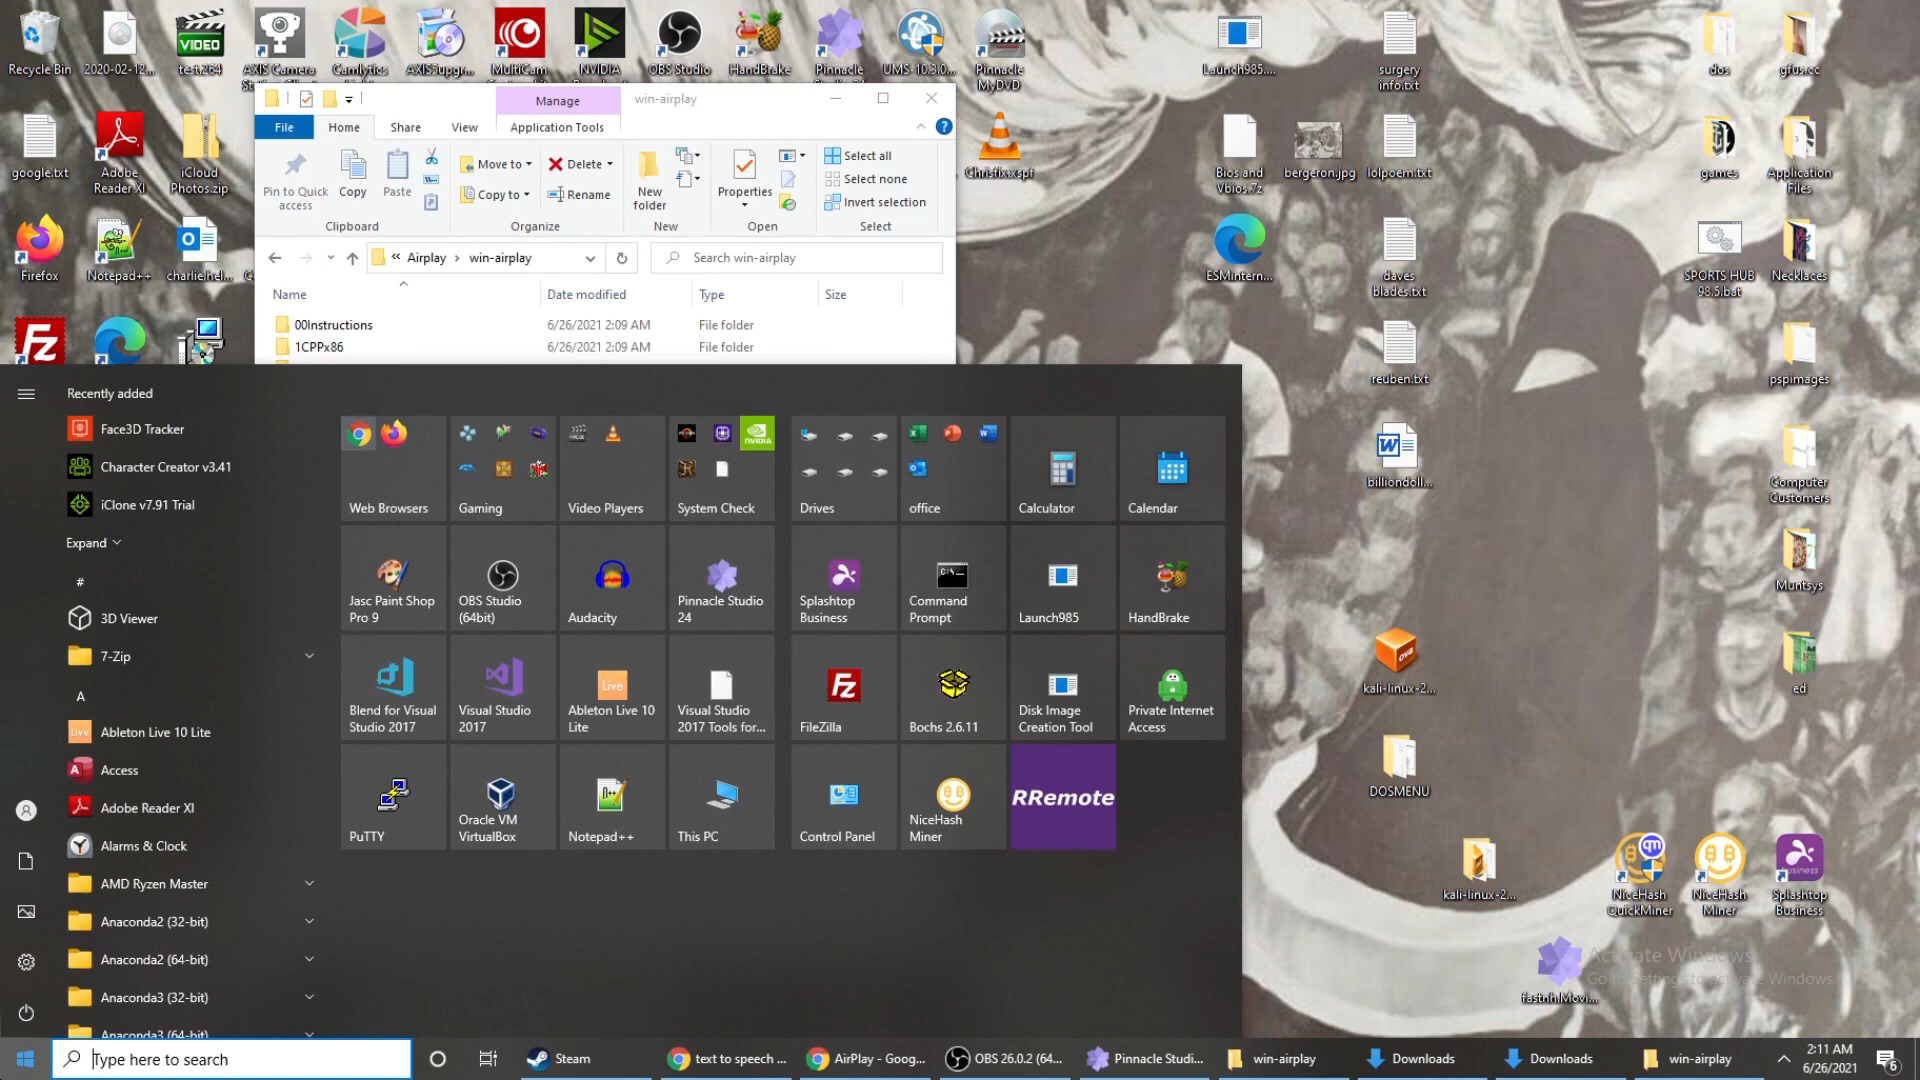 Recycle Bin
2020-02-12...
test.264
AXIS Camera
Camlytics
AXISSupgr...
MultiCam
NVIDIA
OBS Studio
HandBrake
Pinnacle
UMS-10.3.0...
Pinnacle
MyDVD
Launch985....
surgery
info.txt
dos
gfus.cc
google.txt
Adobe
Reader XI
iCloud
Photos.zip
Chrisfixxspf
Bios and
Vbios.7z
bergeron.jpg
lolpoem.txt
games
Application
Files
Firefox
Notepad++
charlie.hel...
ESMintern...
daves
blades.txt
SPORTS HUB
98.5.bat
Necklaces
reuben.txt
pspimages
billiondoll...
Computer
Customers
Muntsys
kali-linux-2...
ed
DOSMENU
kali-linux-2...
NiceHash
QuickMiner
NiceHash
Miner
Splashtop
Business
fastnhlMovi...
Activate Windows
Go to Settings to activate Windows.
Manage
win-airplay
File
Home
Share
View
Application Tools
Pin to Quick
access
Copy
Paste
Move to
Copy to
Delete
Rename
New
folder
Properties
Select all
Select none
Invert selection
Clipboard
Organize
New
Open
Select
« Airplay › win-airplay
Search win-airplay
Name
Date modified
Type
Size
00Instructions 6/26/2021 2:09 AM File folder
1CPPx86 6/26/2021 2:09 AM File folder
Recently added
Face3D Tracker
Character Creator v3.41
iClone v7.91 Trial
Expand
#
3D Viewer
7-Zip
A
Ableton Live 10 Lite
Access
Adobe Reader XI
Alarms & Clock
AMD Ryzen Master
Anaconda2 (32-bit)
Anaconda2 (64-bit)
Anaconda3 (32-bit)
Anaconda3 (64-bit)
Web Browsers
Gaming
Video Players
System Check
NVIDIA
Drives
office
Calculator
Calendar
Jasc Paint Shop
Pro 9
OBS Studio
(64bit)
Audacity
Pinnacle Studio
24
Splashtop
Business
Command
Prompt
Launch985
HandBrake
Blend for Visual
Studio 2017
Visual Studio
2017
Live
Ableton Live 10
Lite
Visual Studio
2017 Tools for...
FileZilla
Bochs 2.6.11
Disk Image
Creation Tool
Private Internet
Access
PuTTY
Oracle VM
VirtualBox
Notepad++
This PC
Control Panel
NiceHash
Miner
RRemote
Type here to search
Steam
text to speech ...
AirPlay - Goog...
OBS 26.0.2 (64...
Pinnacle Studi...
win-airplay
Downloads
Downloads
win-airplay
2:11 AM
6/26/2021
6